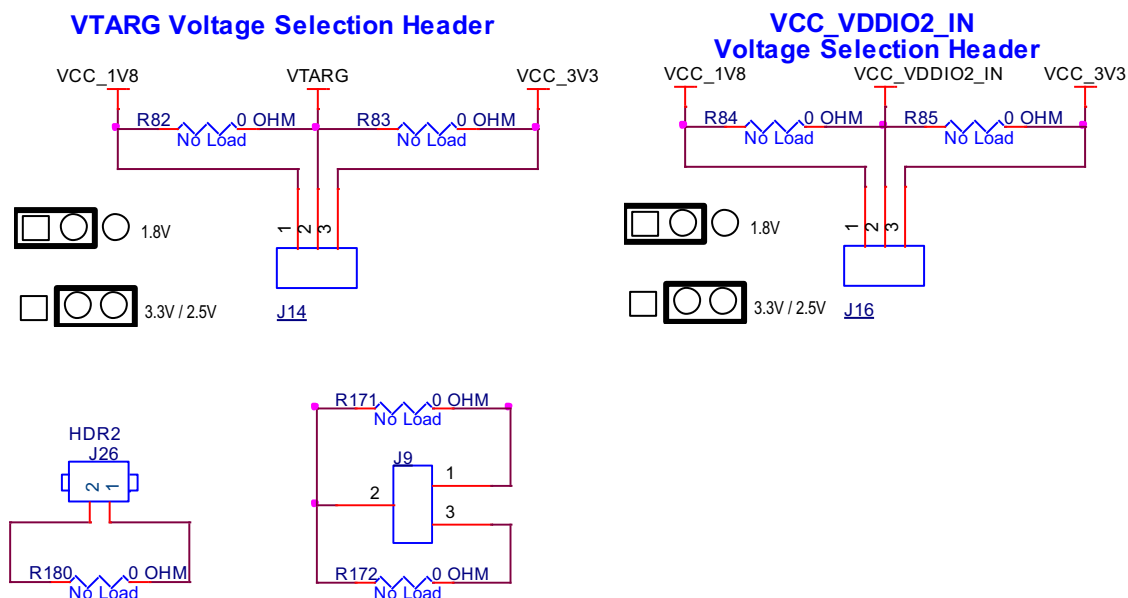 VTARG Voltage Selection Header
VCC_1V8 VTARG VCC_3V3
R82 0 OHM R83 0 OHM
No Load No Load
1 2 3
1.8V
3.3V / 2.5V
J14
VCC_VDDIO2_IN
Voltage Selection Header
VCC_1V8 VCC_VDDIO2_IN VCC_3V3
R84 0 OHM R85 0 OHM
No Load No Load
1 2 3
1.8V
3.3V / 2.5V
J16
HDR2
J26
2 1
R180 0 OHM
No Load
R171 0 OHM
No Load
J9
1
2
3
R172 0 OHM
No Load